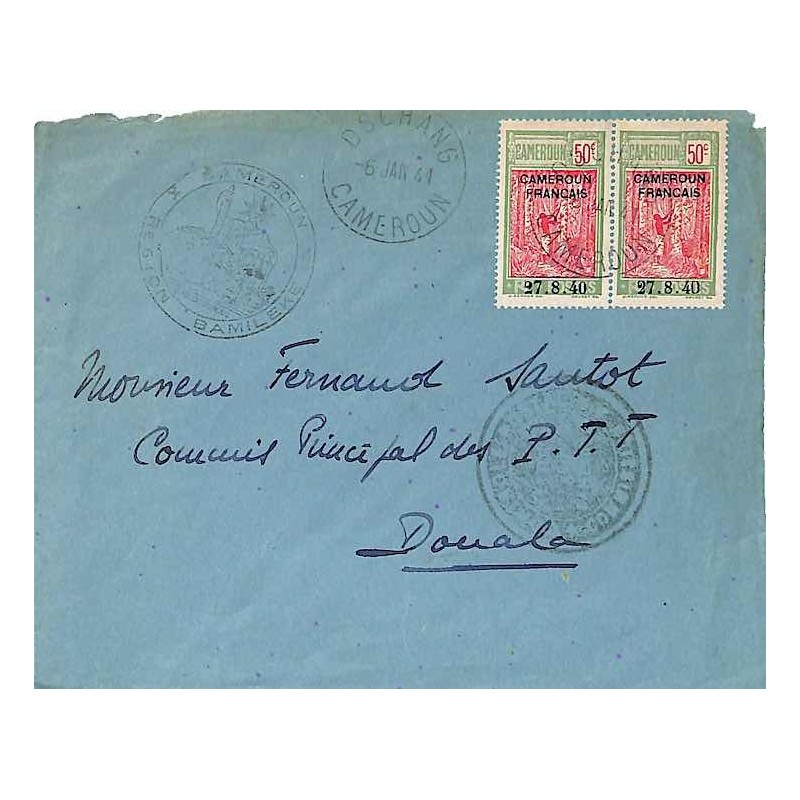 DSCHANG
-6 JAN 41
CAMEROUN
CAMEROUN
RÉGION BAMILEKE
CAMEROUN 50c
CAMEROUN
FRANCAIS
27.8.40
CAMEROUN 50c
CAMEROUN
FRANCAIS
27.8.40
Monsieur Fernand Santot
Commis Principal des P.T.T
Douala